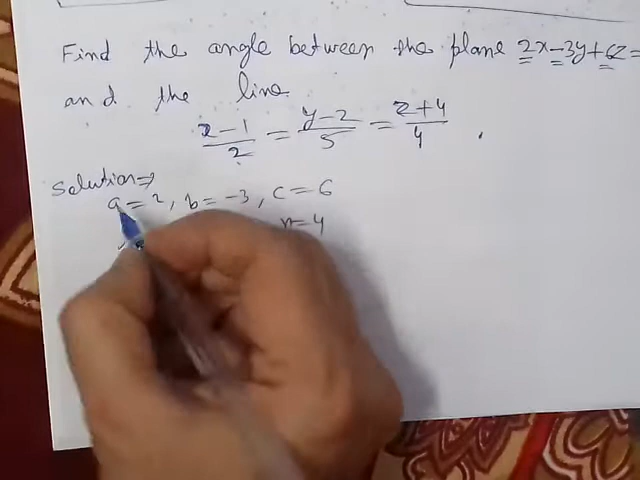 Find the angle between the plane 2x-3y+6z=
and the line
x-1/2 = y-2/5 = z+4/4 .
Solution⇒
a=2, b=-3, c=6
n=4